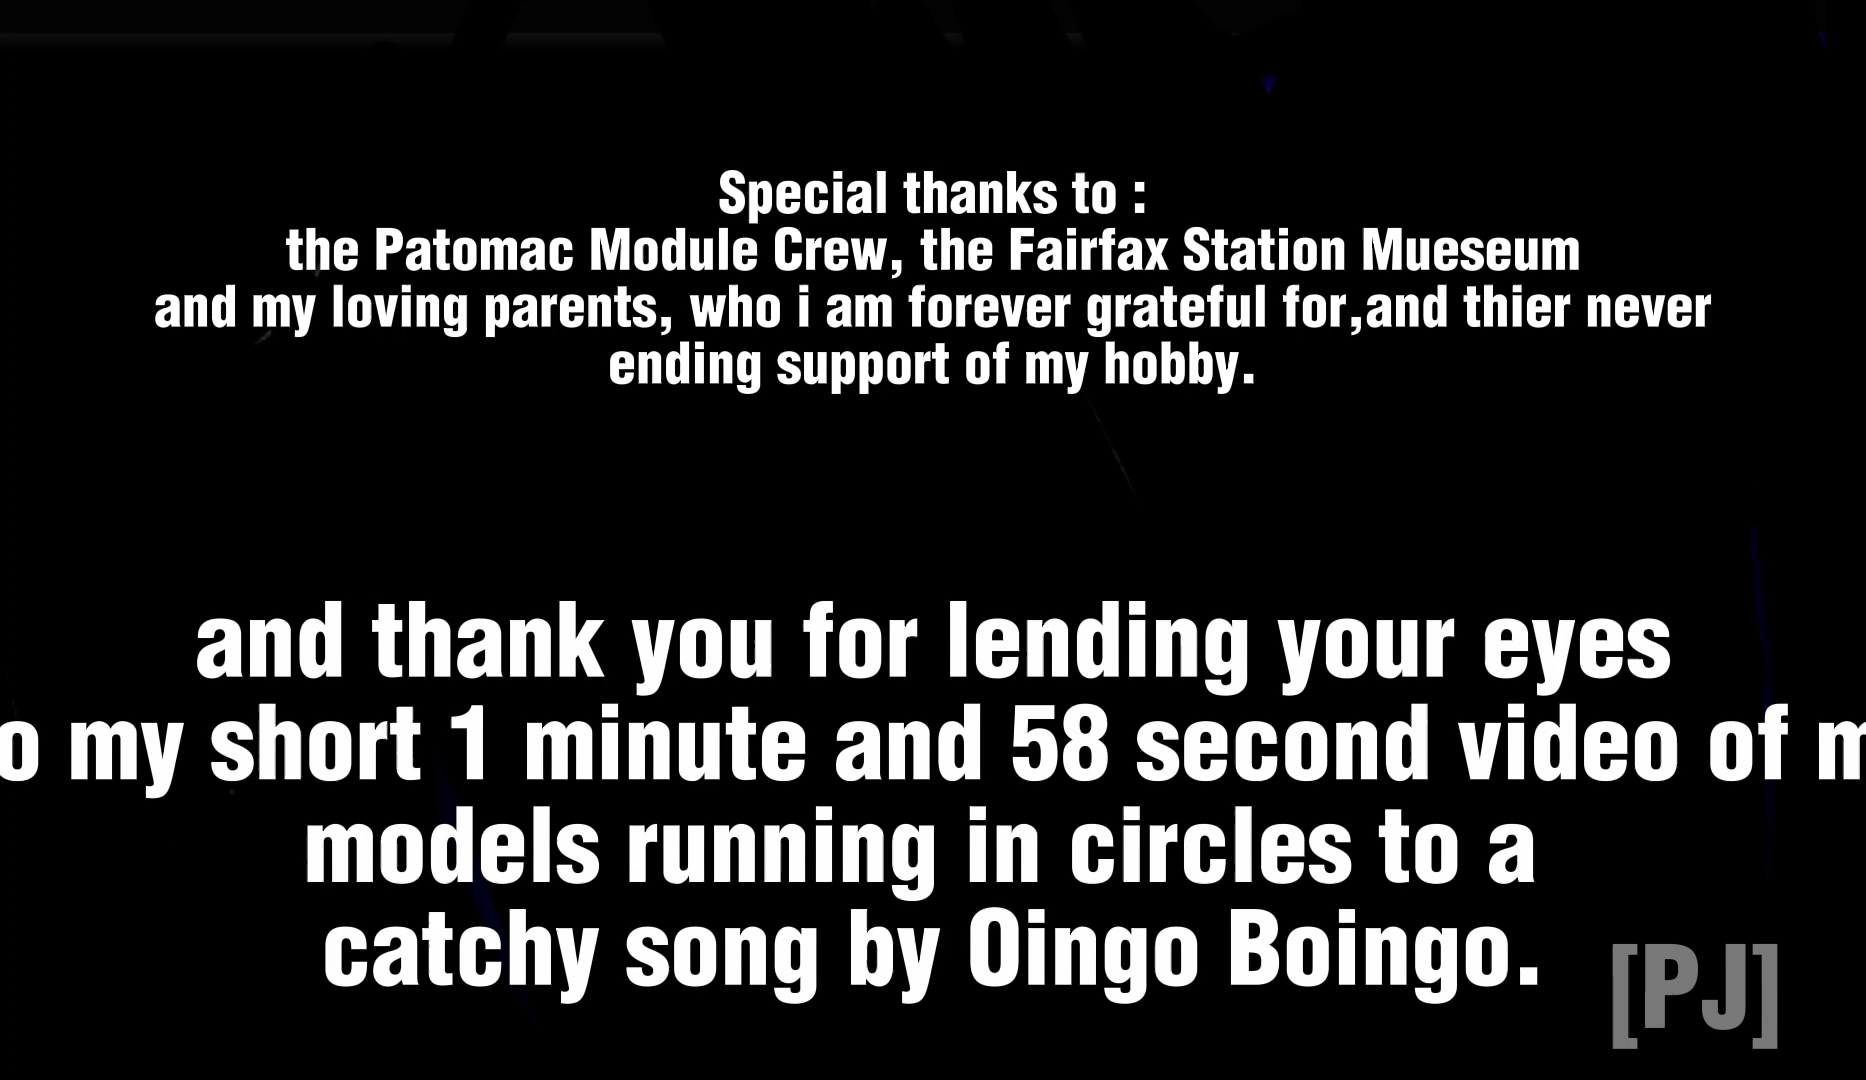 Special thanks to :
the Patomac Module Crew, the Fairfax Station Mueseum
and my loving parents, who i am forever grateful for,and thier never
ending support of my hobby.
and thank you for lending your eyes
o my short 1 minute and 58 second video of m
models running in circles to a
catchy song by Oingo Boingo.
[PJ]